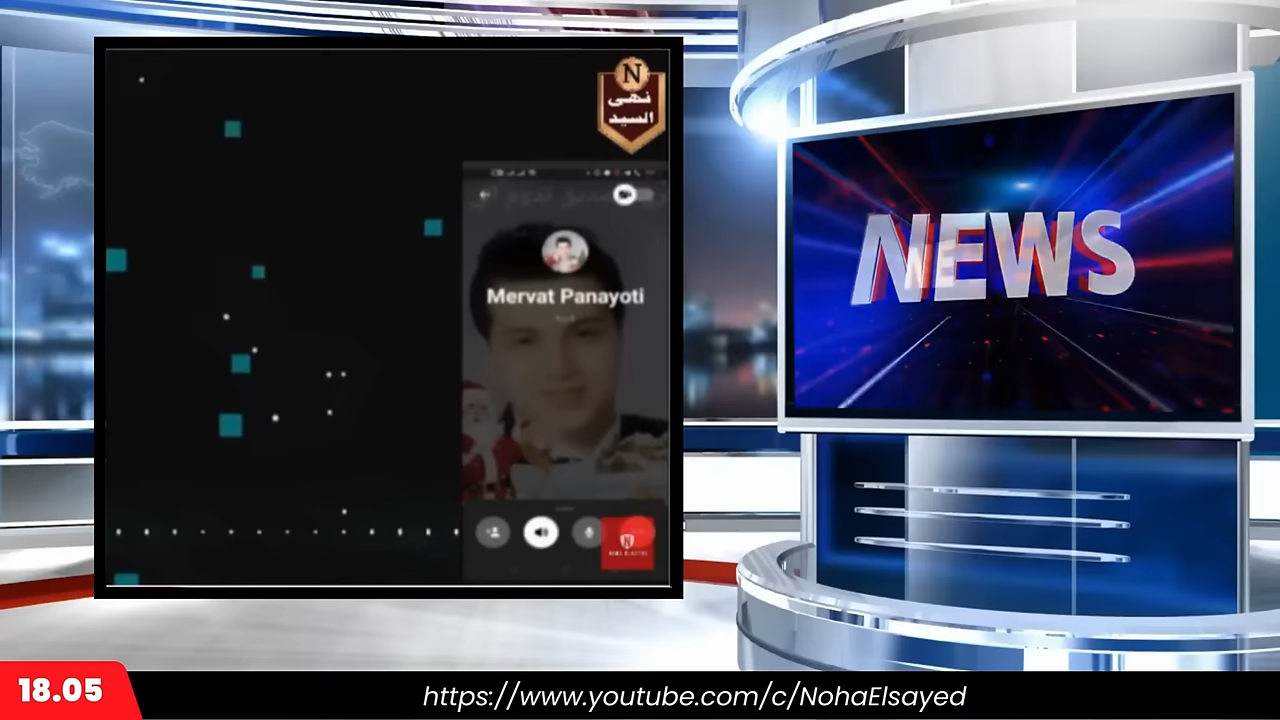 N
نهى
السيد
Mervat Panayoti
NEWS
18.05
https://www.youtube.com/c/NohaElsayed